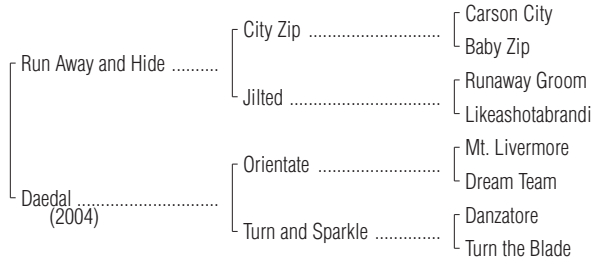 Carson City
City Zip ............................
Baby Zip
Run Away and Hide ..........
Runaway Groom
Jilted ................................
Likeashotabrandi
Mt. Livermore
Orientate ..........................
Dream Team
Daedal ..............................
(2004)
Danzatore
Turn and Sparkle ..............
Turn the Blade